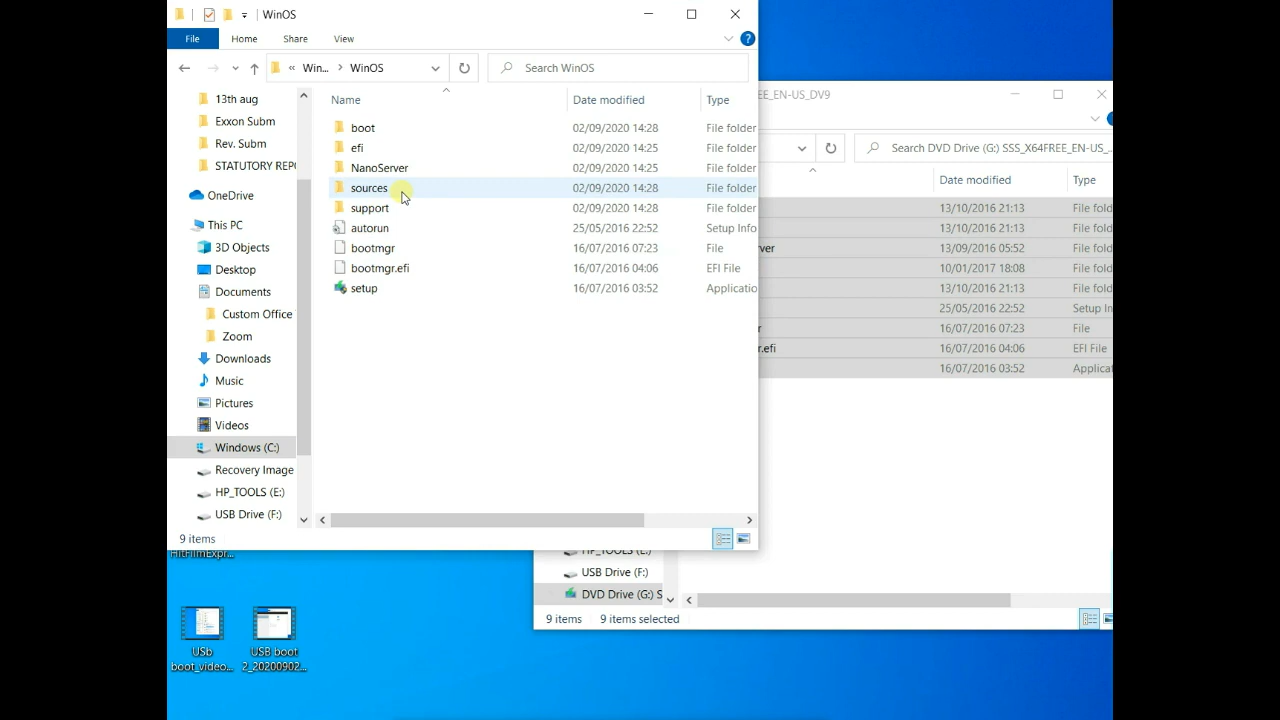 WinOS
File Home Share View
Win... WinOS Search WinOS
Name Date modified Type
13th aug
Exxon Subm
Rev. Subm
STATUTORY REP
OneDrive
This PC
3D Objects
Desktop
Documents
Custom Office
Zoom
Downloads
Music
Pictures
Videos
Windows (C:)
Recovery Image
HP_TOOLS (E:)
USB Drive (F:)
boot 02/09/2020 14:28 File folder
efi 02/09/2020 14:25 File folder
NanoServer 02/09/2020 14:25 File folder
sources 02/09/2020 14:28 File folder
support 02/09/2020 14:28 File folder
autorun 25/05/2016 22:52 Setup Info
bootmgr 16/07/2016 07:23 File
bootmgr.efi 16/07/2016 04:06 EFI File
setup 16/07/2016 03:52 Applicatio
9 items
EE_EN-US_DV9
Search DVD Drive (G:) SSS_X64FREE_EN-US_...
Date modified Type
13/10/2016 21:13 File fold
13/10/2016 21:13 File fold
rver 13/09/2016 05:52 File fold
10/01/2017 18:08 File fold
13/10/2016 21:13 File fold
25/05/2016 22:52 Setup In
r 16/07/2016 07:23 File
r.efi 16/07/2016 04:06 EFI File
16/07/2016 03:52 Applica
HP_TOOLS (E:)
USB Drive (F:)
DVD Drive (G:) S
9 items 9 items selected
HitFilmExpr...
USb
boot_video...
USB boot
2_20200902...